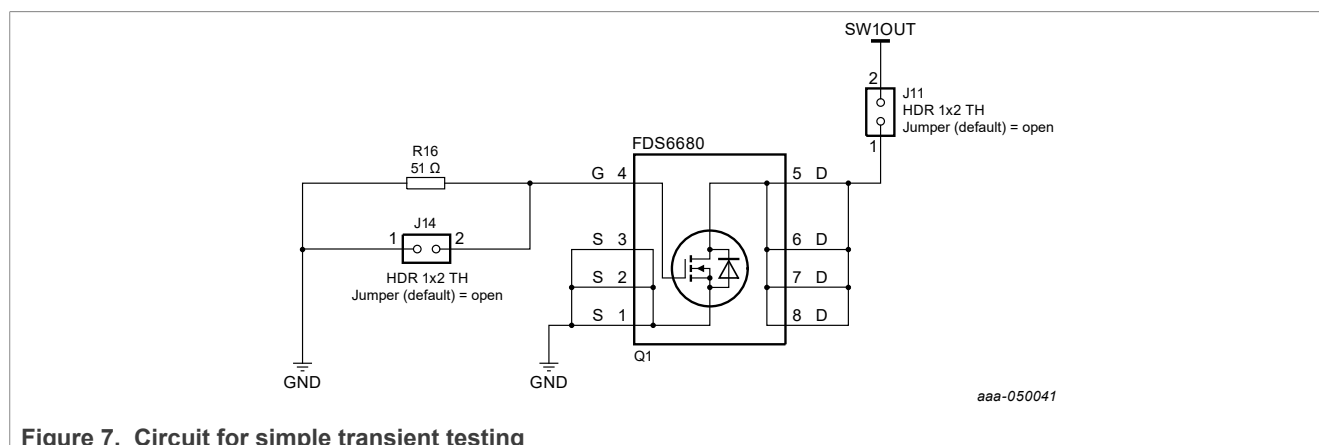 SW1OUT
2
J11
HDR 1x2 TH
Jumper (default) = open
1
FDS6680
R16
51 Ω
G 4
5 D
J14
1 2
S 3
6 D
HDR 1x2 TH
Jumper (default) = open
S 2
7 D
S 1
8 D
Q1
GND
GND
aaa-050041
Figure 7. Circuit for simple transient testing